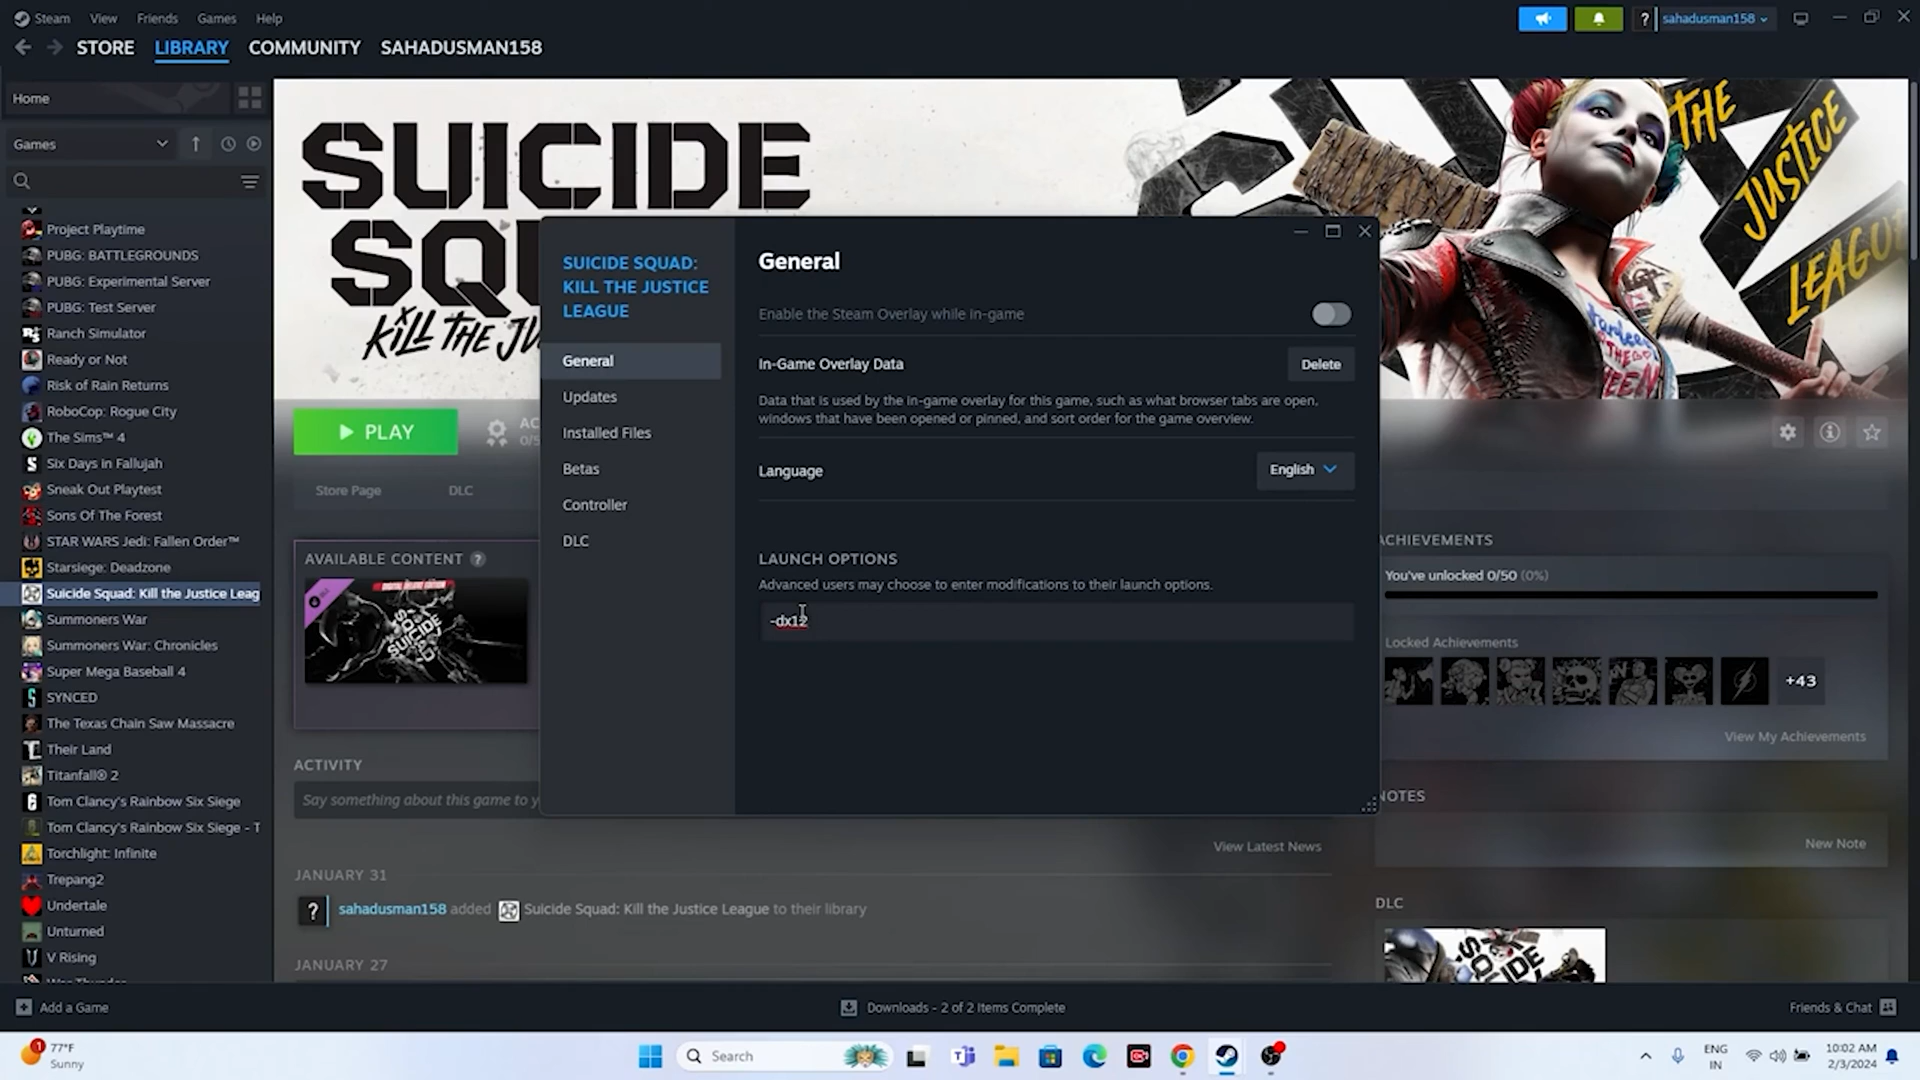 Steam View Friends Games Help
sahadusman158
STORE LIBRARY COMMUNITY SAHADUSMAN158
Home
Games
Project Playtime
PUBG: BATTLEGROUNDS
PUBG: Experimental Server
PUBG: Test Server
Ranch Simulator
Ready or Not
Risk of Rain Returns
RoboCop: Rogue City
The Sims™ 4
Six Days in Fallujah
Sneak Out Playtest
Sons Of The Forest
STAR WARS Jedi: Fallen Order™
Starsiege: Deadzone
Suicide Squad: Kill the Justice Leag
Summoners War
Summoners War: Chronicles
Super Mega Baseball 4
SYNCED
The Texas Chain Saw Massacre
Their Land
Titanfall® 2
Tom Clancy's Rainbow Six Siege
Tom Clancy's Rainbow Six Siege - T
Torchlight: Infinite
Trepang2
Undertale
Unturned
V Rising
SUICIDE
SQ
KILL THE JU
THE
JUSTICE
LEAGU
PLAY
AC
0/5
Store Page DLC
AVAILABLE CONTENT ?
DIGITAL DELUXE EDITION
SUICIDE
SQUAD
ACTIVITY
Say something about this game to y
View Latest News
JANUARY 31
? sahadusman158 added Suicide Squad: Kill the Justice League to their library
JANUARY 27
SUICIDE SQUAD:
KILL THE JUSTICE
LEAGUE
General
Updates
Installed Files
Betas
Controller
DLC
General
Enable the Steam Overlay while in-game
In-Game Overlay Data
Delete
Data that is used by the in-game overlay for this game, such as what browser tabs are open,
windows that have been opened or pinned, and sort order for the game overview.
Language
English
LAUNCH OPTIONS
Advanced users may choose to enter modifications to their launch options.
-dx12
ACHIEVEMENTS
You've unlocked 0/50 (0%)
Locked Achievements
+43
View My Achievements
NOTES
New Note
DLC
Add a Game
Downloads - 2 of 2 Items Complete
Friends & Chat
1
77°F
Sunny
Search
ENG
IN
10:02 AM
2/3/2024